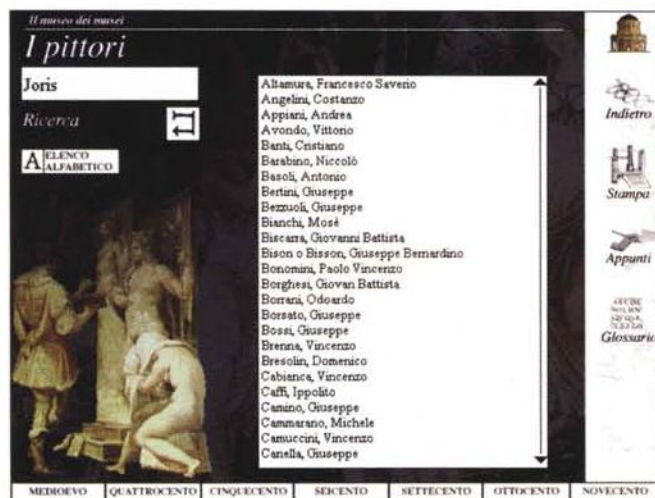 Il museo dei musei
I pittori
Joris
Ricerca
A ELENCO
ALFABETICO
Altamura, Francesco Saverio
Angelini, Costanzo
Appiani, Andrea
Avondo, Vittorio
Banti, Cristiano
Barabino, Niccolò
Basoli, Antonio
Bertini, Giuseppe
Bezzuoli, Giuseppe
Bianchi, Mosè
Biscarra, Giovanni Battista
Bison o Bisson, Giuseppe Bernardino
Bonomini, Paolo Vincenzo
Borghesi, Giovan Battista
Borrani, Odoardo
Borsato, Giuseppe
Bossi, Giuseppe
Brenna, Vincenzo
Bresolin, Domenico
Cabianca, Vincenzo
Caffi, Ippolito
Camino, Giuseppe
Cammarano, Michele
Camuccini, Vincenzo
Canella, Giuseppe
Indietro
Stampa
Appunti
Glossario
MEDIOEVO QUATTROCENTO CINQUECENTO SEICENTO SETTECENTO OTTOCENTO NOVECENTO